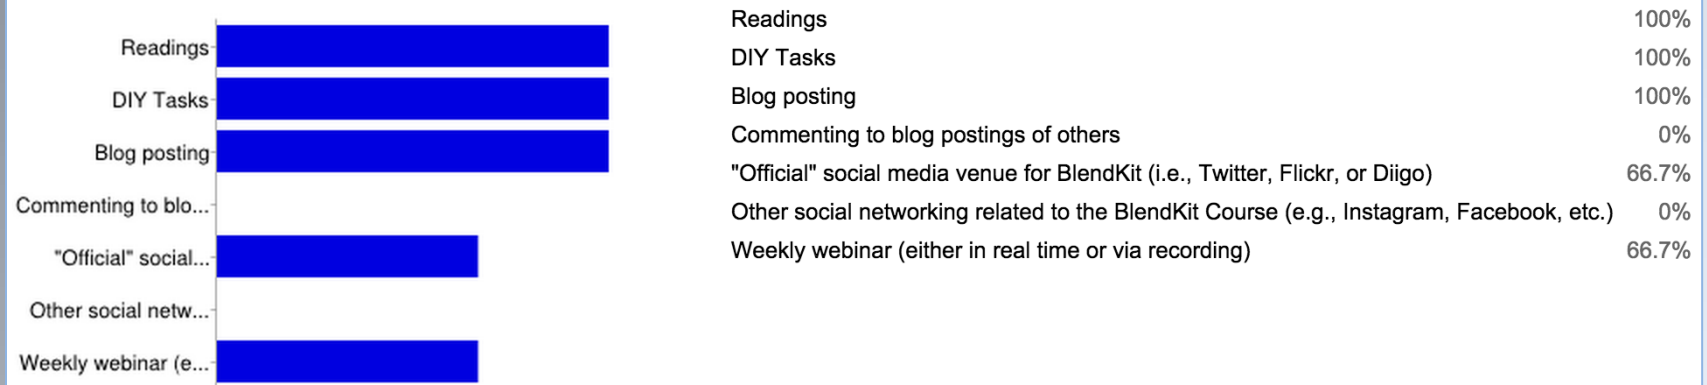 Readings
DIY Tasks
Blog posting
Commenting to blo...
"Official" social...
Other social netw...
Weekly webinar (e...
Readings 100%
DIY Tasks 100%
Blog posting 100%
Commenting to blog postings of others 0%
"Official" social media venue for BlendKit (i.e., Twitter, Flickr, or Diigo) 66.7%
Other social networking related to the BlendKit Course (e.g., Instagram, Facebook, etc.) 0%
Weekly webinar (either in real time or via recording) 66.7%